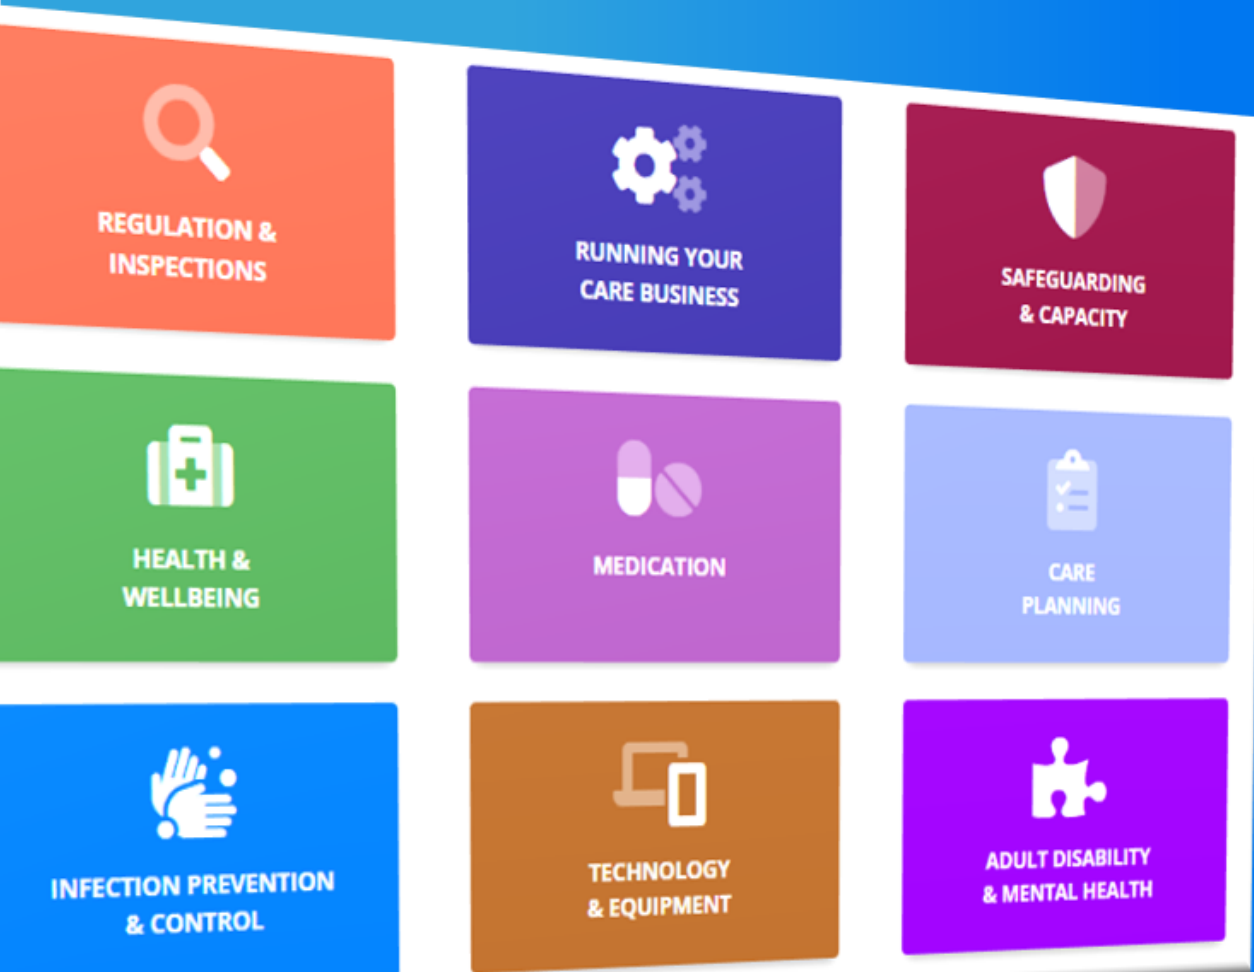 REGULATION &
INSPECTIONS
RUNNING YOUR
CARE BUSINESS
SAFEGUARDING
& CAPACITY
HEALTH &
WELLBEING
MEDICATION
CARE
PLANNING
INFECTION PREVENTION
& CONTROL
TECHNOLOGY
& EQUIPMENT
ADULT DISABILITY
& MENTAL HEALTH